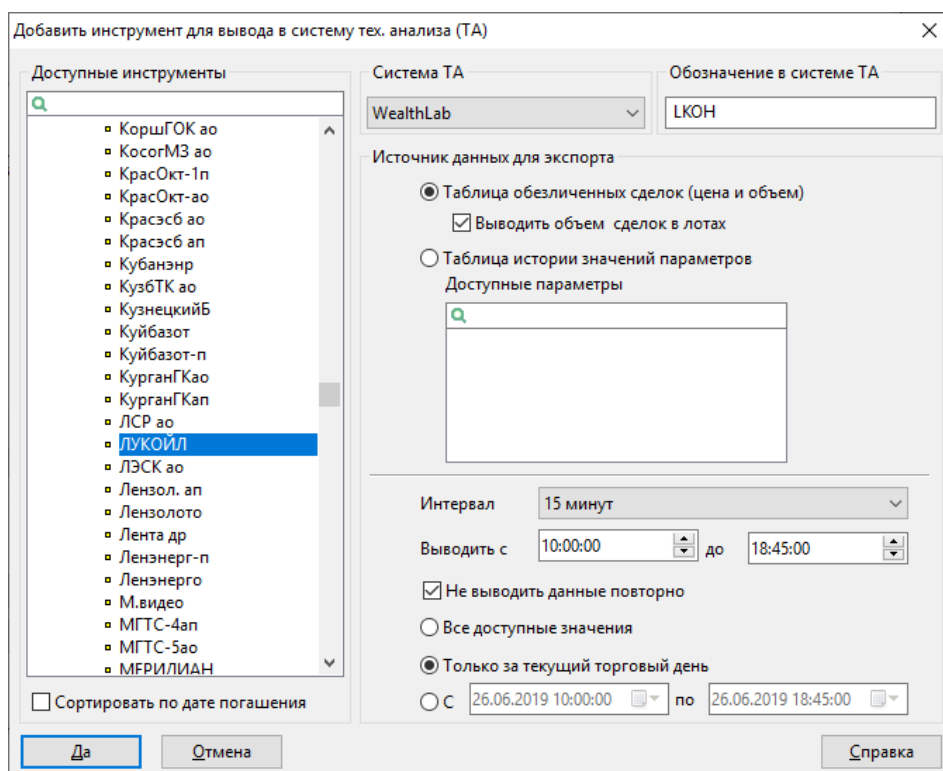 Добавить инструмент для вывода в систему тех. анализа (ТА)
Доступные инструменты
КоршГОК ао
КосогМЗ ао
КрасОкт-1п
КрасОкт-ао
Красэсб ао
Красэсб ап
Кубанэнр
КузбТК ао
КузнецкийБ
Куйбазот
Куйбазот-п
КурганГКао
КурганГКап
ЛСР ао
ЛУКОЙЛ
ЛЭСК ао
Лензол. ап
Лензолото
Лента др
Ленэнерг-п
Ленэнерго
М.видео
МГТС-4ап
МГТС-5ао
МЕРИДИАН
Сортировать по дате погашения
Система ТА
WealthLab
Обозначение в системе ТА
LKOH
Источник данных для экспорта
Таблица обезличенных сделок (цена и объем)
Выводить объем сделок в лотах
Таблица истории значений параметров
Доступные параметры
Интервал 15 минут
Выводить с 10:00:00 до 18:45:00
Не выводить данные повторно
Все доступные значения
Только за текущий торговый день
С 26.06.2019 10:00:00 по 26.06.2019 18:45:00
Да Отмена Справка